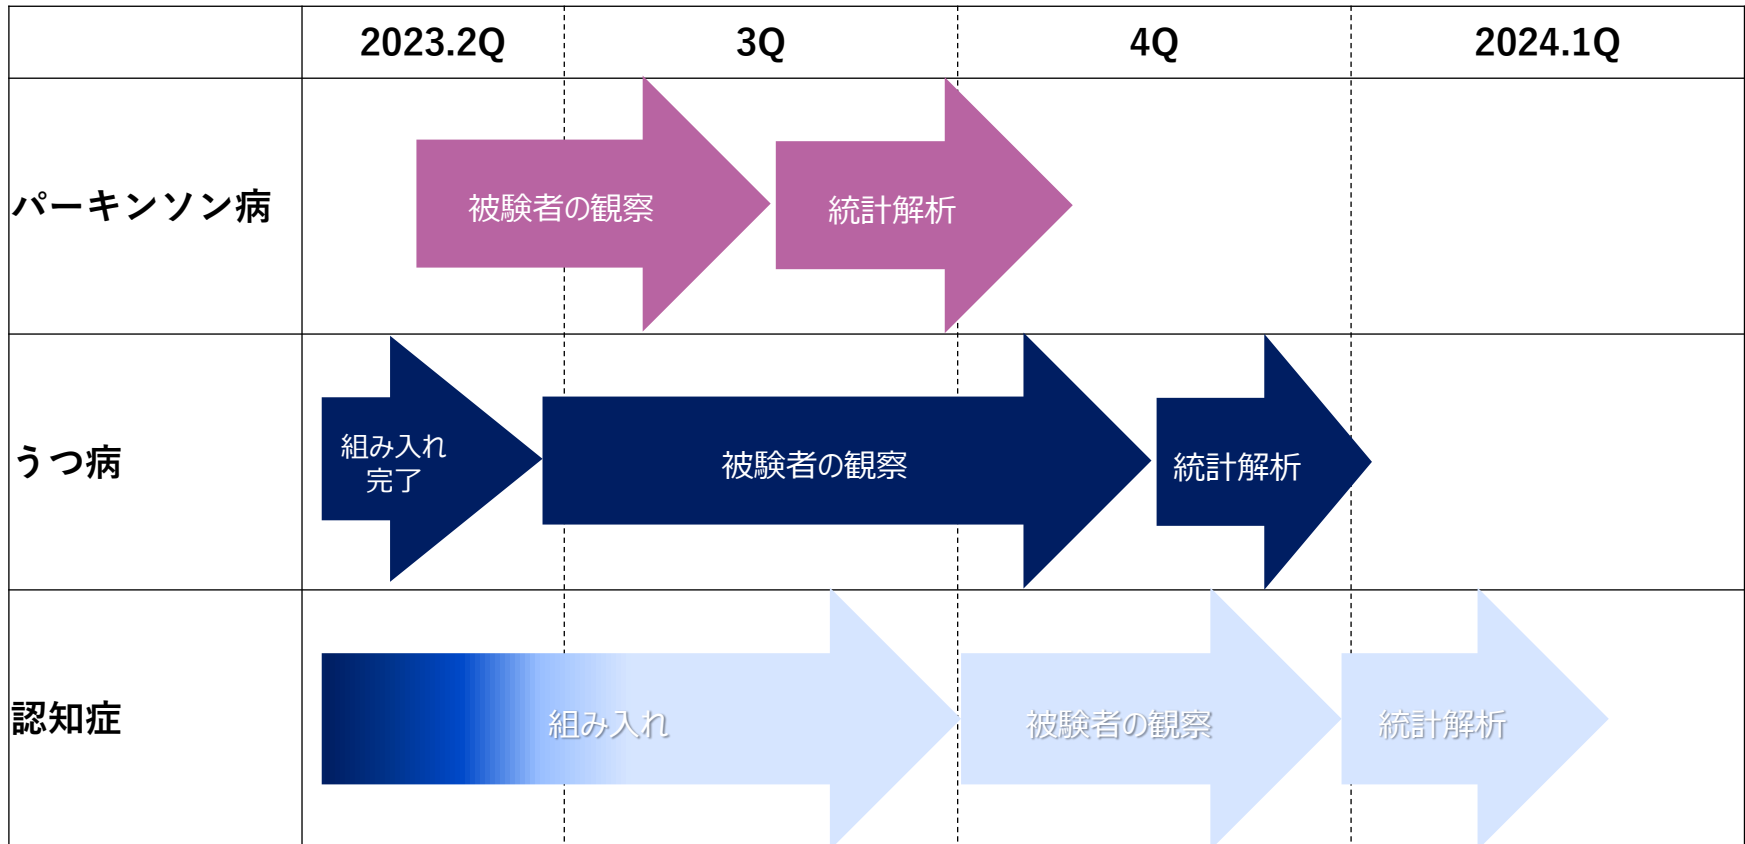 2023.2Q 3Q 4Q 2024.1Q
パーキンソン病
被験者の観察
統計解析
うつ病
組み入れ
完了
被験者の観察
統計解析
認知症
組み入れ
被験者の観察
統計解析